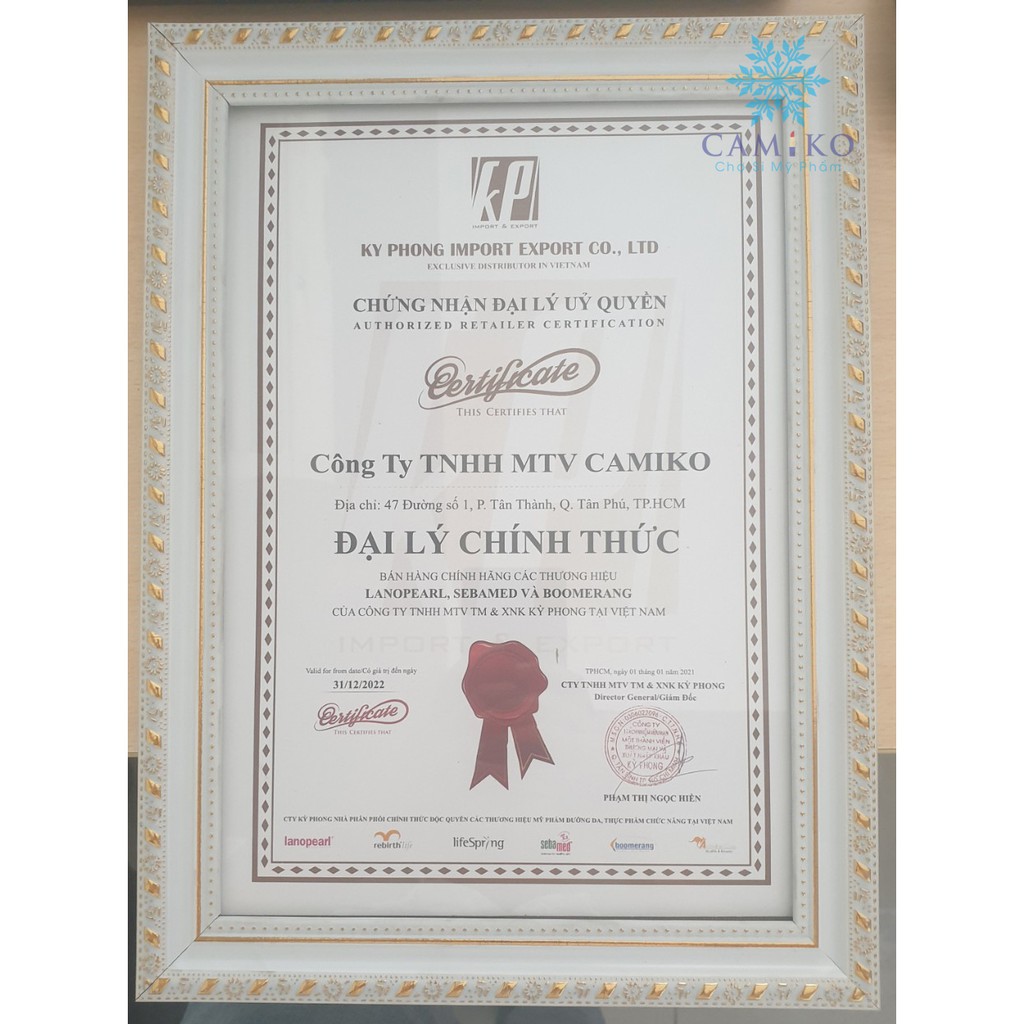 CAMIKO
Chợ Sỉ Mỹ Phẩm
KP
IMPORT & EXPORT
KY PHONG IMPORT EXPORT CO., LTD
EXCLUSIVE DISTRIBUTOR IN VIETNAM
CHỨNG NHẬN ĐẠI LÝ UỶ QUYỀN
AUTHORIZED RETAILER CERTIFICATION
Certificate
THIS CERTIFIES THAT
Công Ty TNHH MTV CAMIKO
Địa chỉ: 47 Đường số 1, P. Tân Thành, Q. Tân Phú, TP.HCM
ĐẠI LÝ CHÍNH THỨC
BÁN HÀNG CHÍNH HÃNG CÁC THƯƠNG HIỆU
LANOPEARL, SEBAMED VÀ BOOMERANG
CỦA CÔNG TY TNHH MTV TM & XNK KỲ PHONG TẠI VIỆT NAM
IMPORT & EXPORT
Valid for from date/Có giá trị đến ngày
31/12/2022
Certificate
THIS CERTIFIES THAT
TPHCM, ngày 01 tháng 01 năm 2021
CTY TNHH MTV TM & XNK KỲ PHONG
Director General/Giám Đốc
CÔNG TY
MỘT THÀNH VIÊN
KỲ PHONG
PHẠM THỊ NGỌC HIỀN
CTY KỲ PHONG NHÀ PHÂN PHỐI CHÍNH THỨC ĐỘC QUYỀN CÁC THƯƠNG HIỆU MỸ PHẨM DƯỠNG DA, THỰC PHẨM CHỨC NĂNG TẠI VIỆT NAM
lanopearl
rebirth life
lifeSpring
sebamed
boomerang